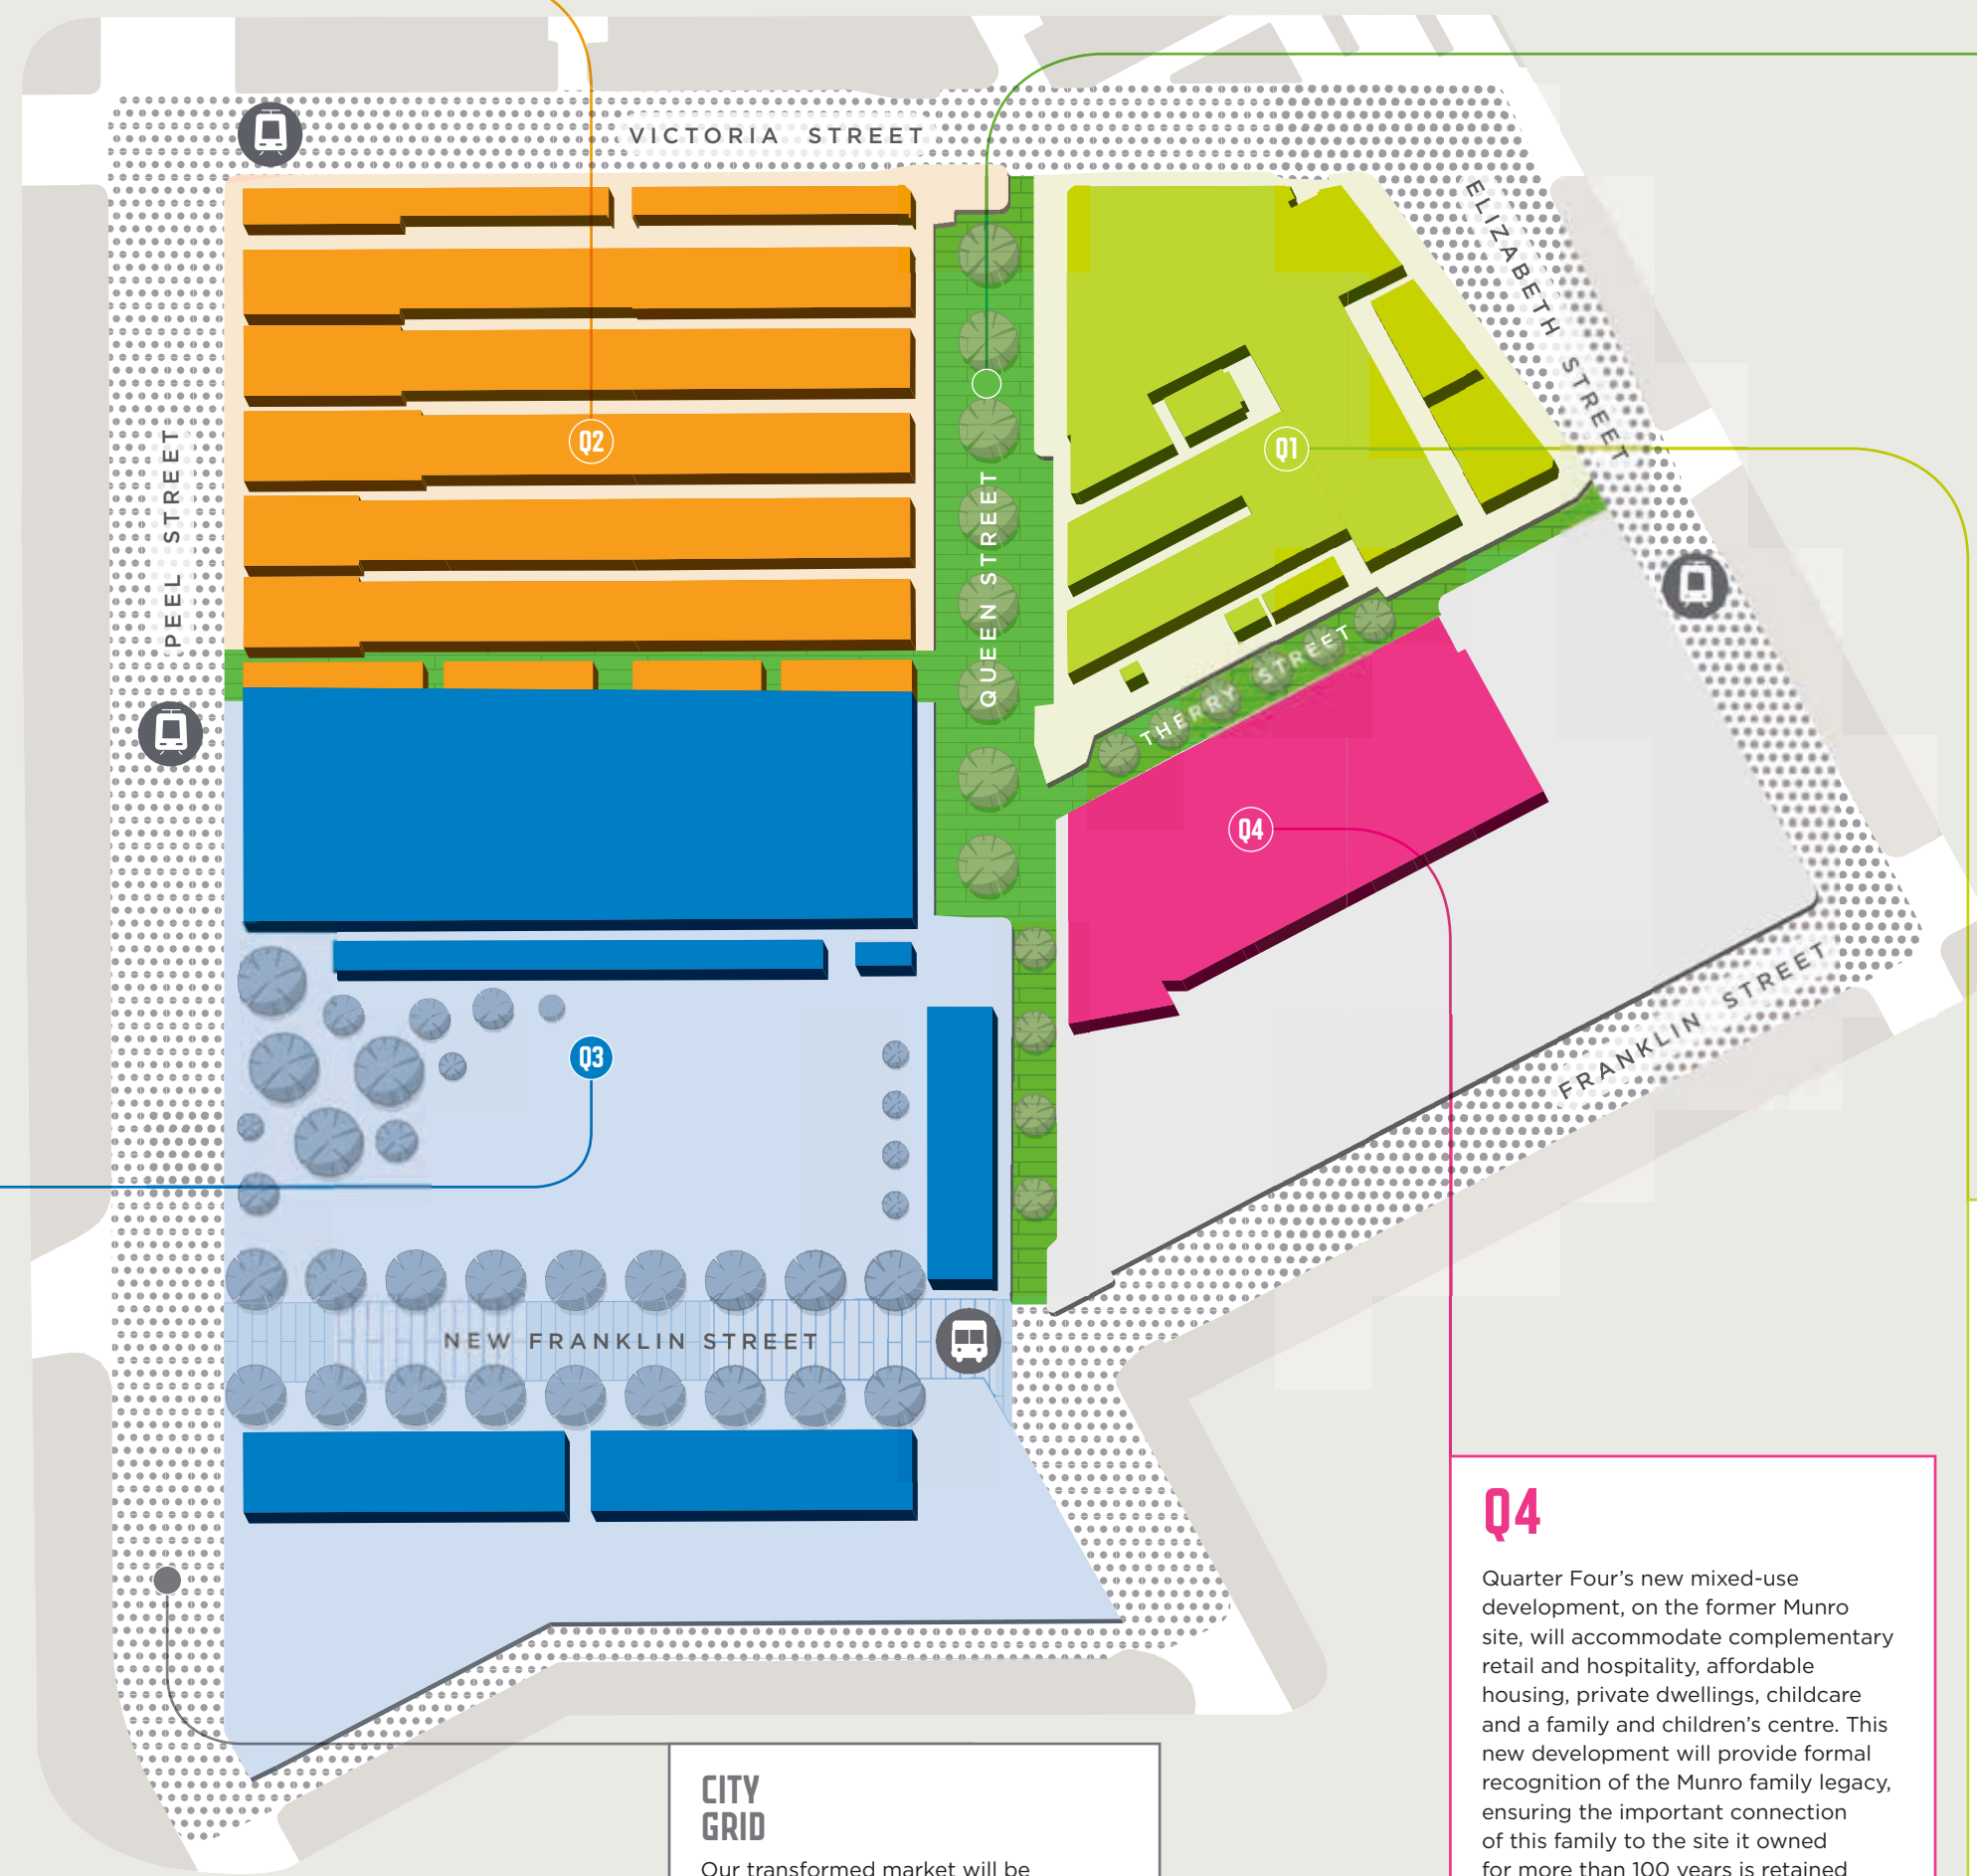 VICTORIA STREET
ELIZABETH STREET
PEEL STREET
Q2
Q1
QUEEN STREET
THERRY STREET
Q4
Q3
FRANKLIN STREET
NEW FRANKLIN STREET
Q4
Quarter Four’s new mixed-use
development, on the former Munro
site, will accommodate complementary
retail and hospitality, affordable
housing, private dwellings, childcare
and a family and children’s centre. This
new development will provide formal
recognition of the Munro family legacy,
ensuring the important connection
of this family to the site it owned
for more than 100 years is retained
CITY
GRID
Our transformed market will be